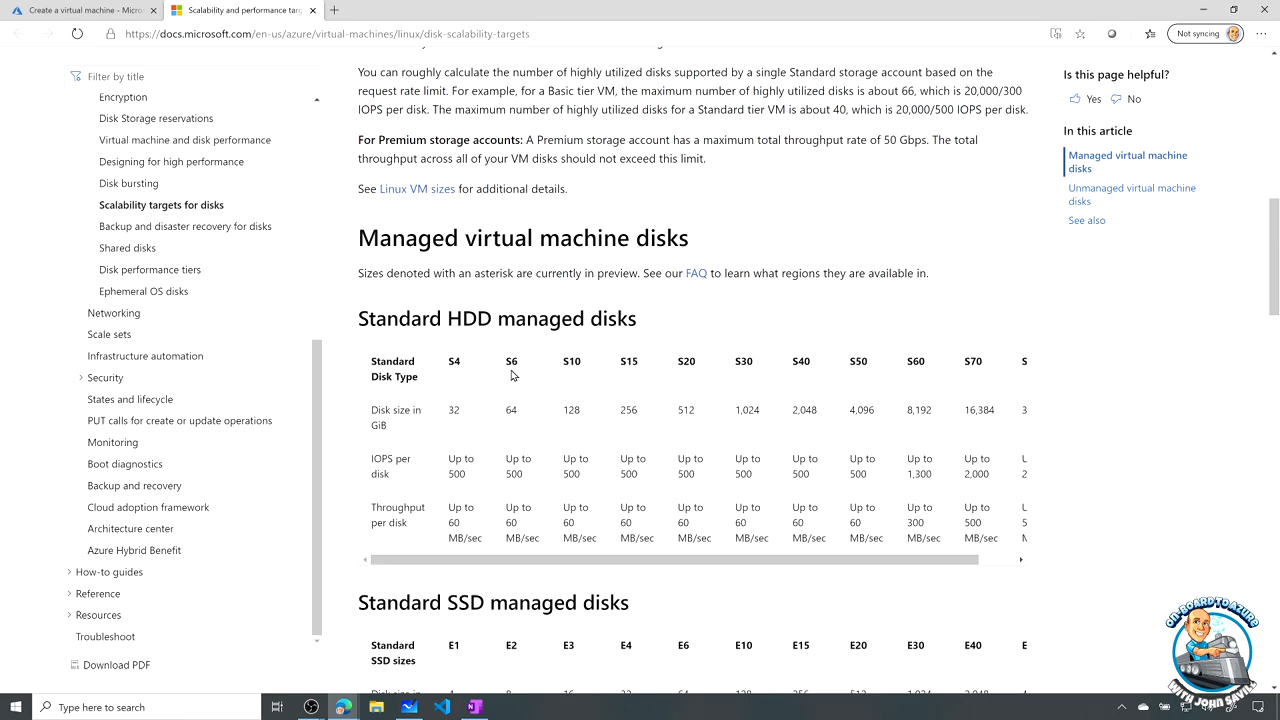 Create a virtual machine - Micros
Scalability and performance targ
https://docs.microsoft.com/en-us/azure/virtual-machines/linux/disk-scalability-targets
Not syncing
Filter by title
Encryption
Disk Storage reservations
Virtual machine and disk performance
Designing for high performance
Disk bursting
Scalability targets for disks
Backup and disaster recovery for disks
Shared disks
Disk performance tiers
Ephemeral OS disks
Networking
Scale sets
Infrastructure automation
Security
States and lifecycle
PUT calls for create or update operations
Monitoring
Boot diagnostics
Backup and recovery
Cloud adoption framework
Architecture center
Azure Hybrid Benefit
How-to guides
Reference
Resources
Troubleshoot
Download PDF
You can roughly calculate the number of highly utilized disks supported by a single Standard storage account based on the
request rate limit. For example, for a Basic tier VM, the maximum number of highly utilized disks is about 66, which is 20,000/300
IOPS per disk. The maximum number of highly utilized disks for a Standard tier VM is about 40, which is 20,000/500 IOPS per disk.
For Premium storage accounts: A Premium storage account has a maximum total throughput rate of 50 Gbps. The total
throughput across all of your VM disks should not exceed this limit.
See Linux VM sizes for additional details.
Managed virtual machine disks
Sizes denoted with an asterisk are currently in preview. See our FAQ to learn what regions they are available in.
Standard HDD managed disks
Standard Disk Type S4 S6 S10 S15 S20 S30 S40 S50 S60 S70 S
Disk size in GiB 32 64 128 256 512 1,024 2,048 4,096 8,192 16,384 3
IOPS per disk Up to 500 Up to 500 Up to 500 Up to 500 Up to 500 Up to 500 Up to 500 Up to 500 Up to 1,300 Up to 2,000
Throughput per disk Up to 60 MB/sec Up to 60 MB/sec Up to 60 MB/sec Up to 60 MB/sec Up to 60 MB/sec Up to 60 MB/sec Up to 60 MB/sec Up to 60 MB/sec Up to 300 MB/sec Up to 500 MB/sec
Standard SSD managed disks
Standard SSD sizes E1 E2 E3 E4 E6 E10 E15 E20 E30 E40 E
Is this page helpful?
Yes No
In this article
Managed virtual machine
disks
Unmanaged virtual machine
disks
See also
ON-BOARD TO AZURE
WITH JOHN SAVILL
Type here to search